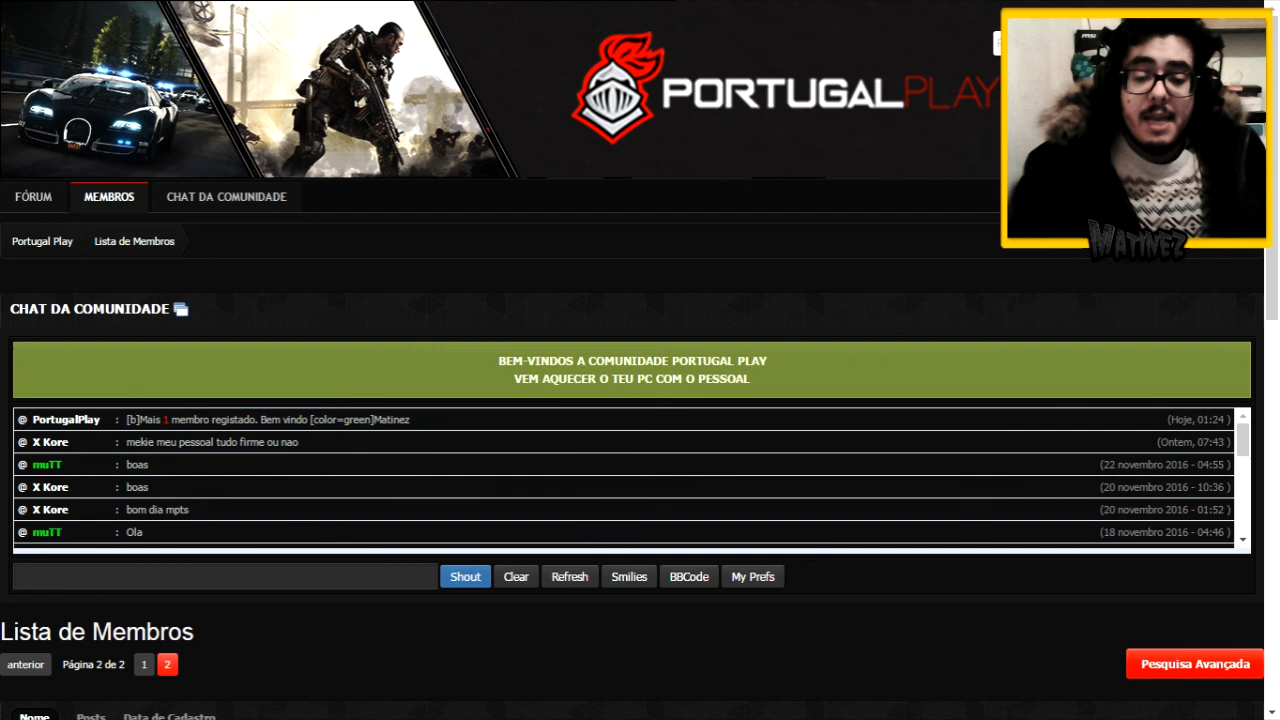 PORTUGALPLAY
FÓRUM MEMBROS CHAT DA COMUNIDADE
MATINEZ
Portugal Play Lista de Membros
CHAT DA COMUNIDADE
BEM-VINDOS A COMUNIDADE PORTUGAL PLAY
VEM AQUECER O TEU PC COM O PESSOAL
@ PortugalPlay : [b]Mais 1 membro registado. Bem vindo [color=green]Matinez (Hoje, 01:24 )
@ X Kore : mekie meu pessoal tudo firme ou nao (Ontem, 07:43 )
@ muTT : boas (22 novembro 2016 - 04:55 )
@ X Kore : boas (20 novembro 2016 - 10:36 )
@ X Kore : bom dia mpts (20 novembro 2016 - 01:52 )
@ muTT : Ola (18 novembro 2016 - 04:46 )
Shout Clear Refresh Smilies BBCode My Prefs
Lista de Membros
anterior Página 2 de 2 1 2 Pesquisa Avançada
Nome Posts Data de Cadastro